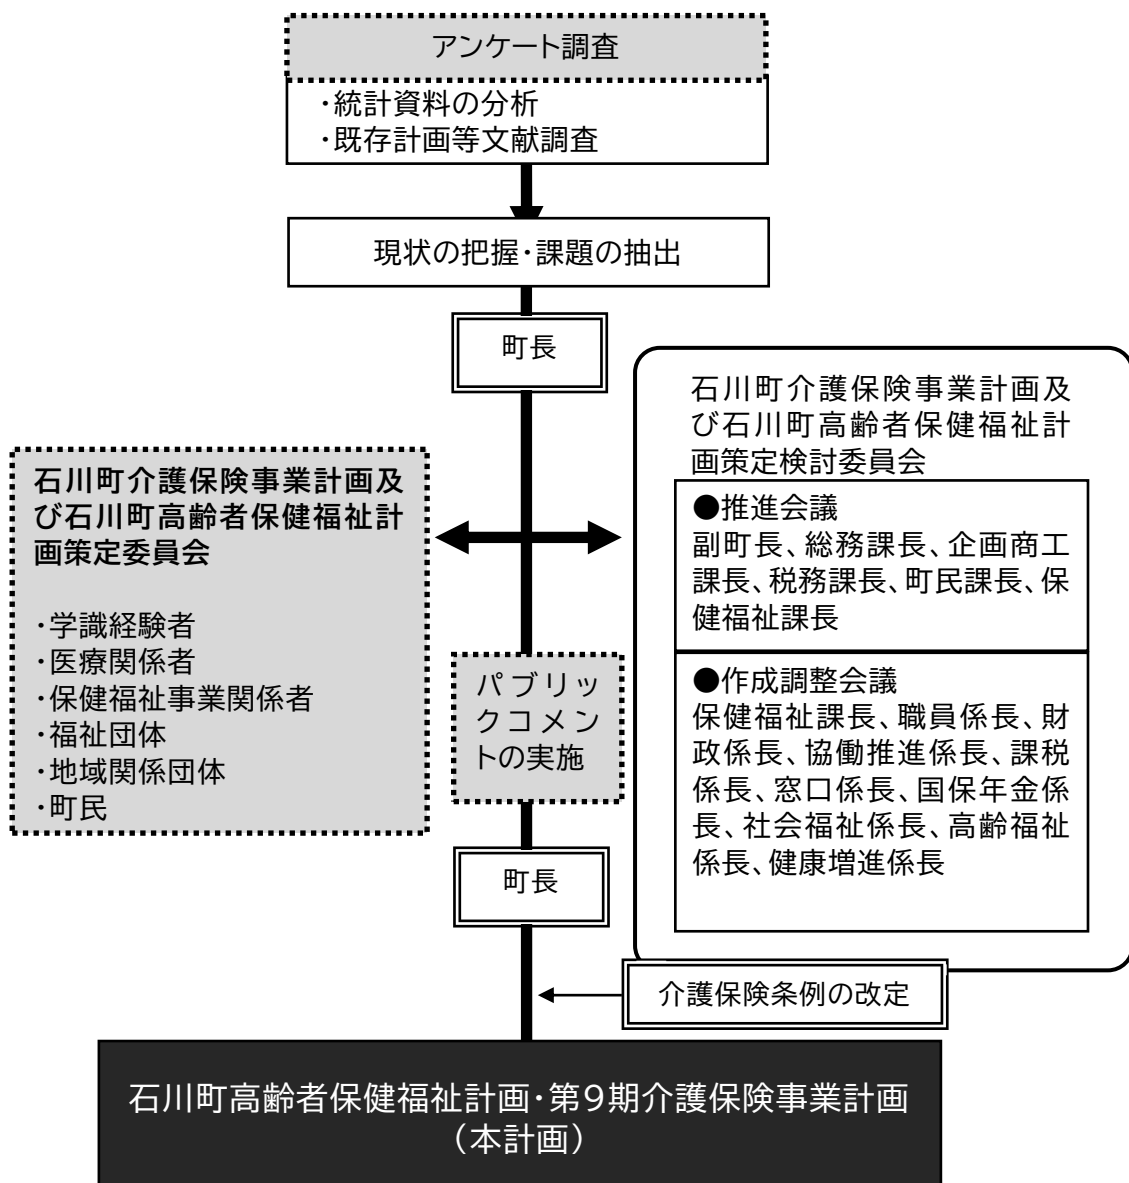 アンケート調査
・統計資料の分析
・既存計画等文献調査
現状の把握・課題の抽出
町長
石川町介護保険事業計画及
び石川町高齢者保健福祉計
画策定検討委員会
●推進会議
副町長、総務課長、企画商工
課長、税務課長、町民課長、保
健福祉課長
●作成調整会議
保健福祉課長、職員係長、財
政係長、協働推進係長、課税
係長、窓口係長、国保年金係
長、社会福祉係長、高齢福祉
係長、健康増進係長
石川町介護保険事業計画及
び石川町高齢者保健福祉計
画策定委員会
・学識経験者
・医療関係者
・保健福祉事業関係者
・福祉団体
・地域関係団体
・町民
パブリッ
クコメン
トの実施
町長
介護保険条例の改定
石川町高齢者保健福祉計画・第９期介護保険事業計画
（本計画）